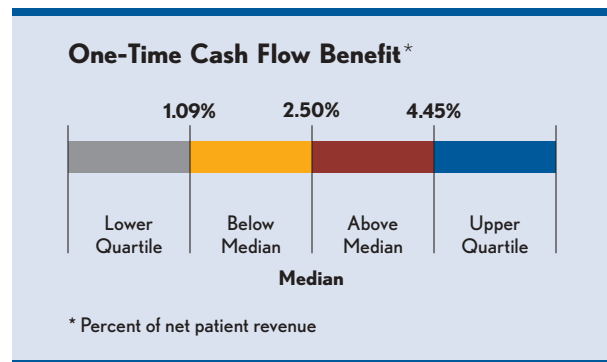 One-Time Cash Flow Benefit*
1.09% 2.50% 4.45%
Lower Below Above Upper
Quartile Median Median Quartile
Median
* Percent of net patient revenue